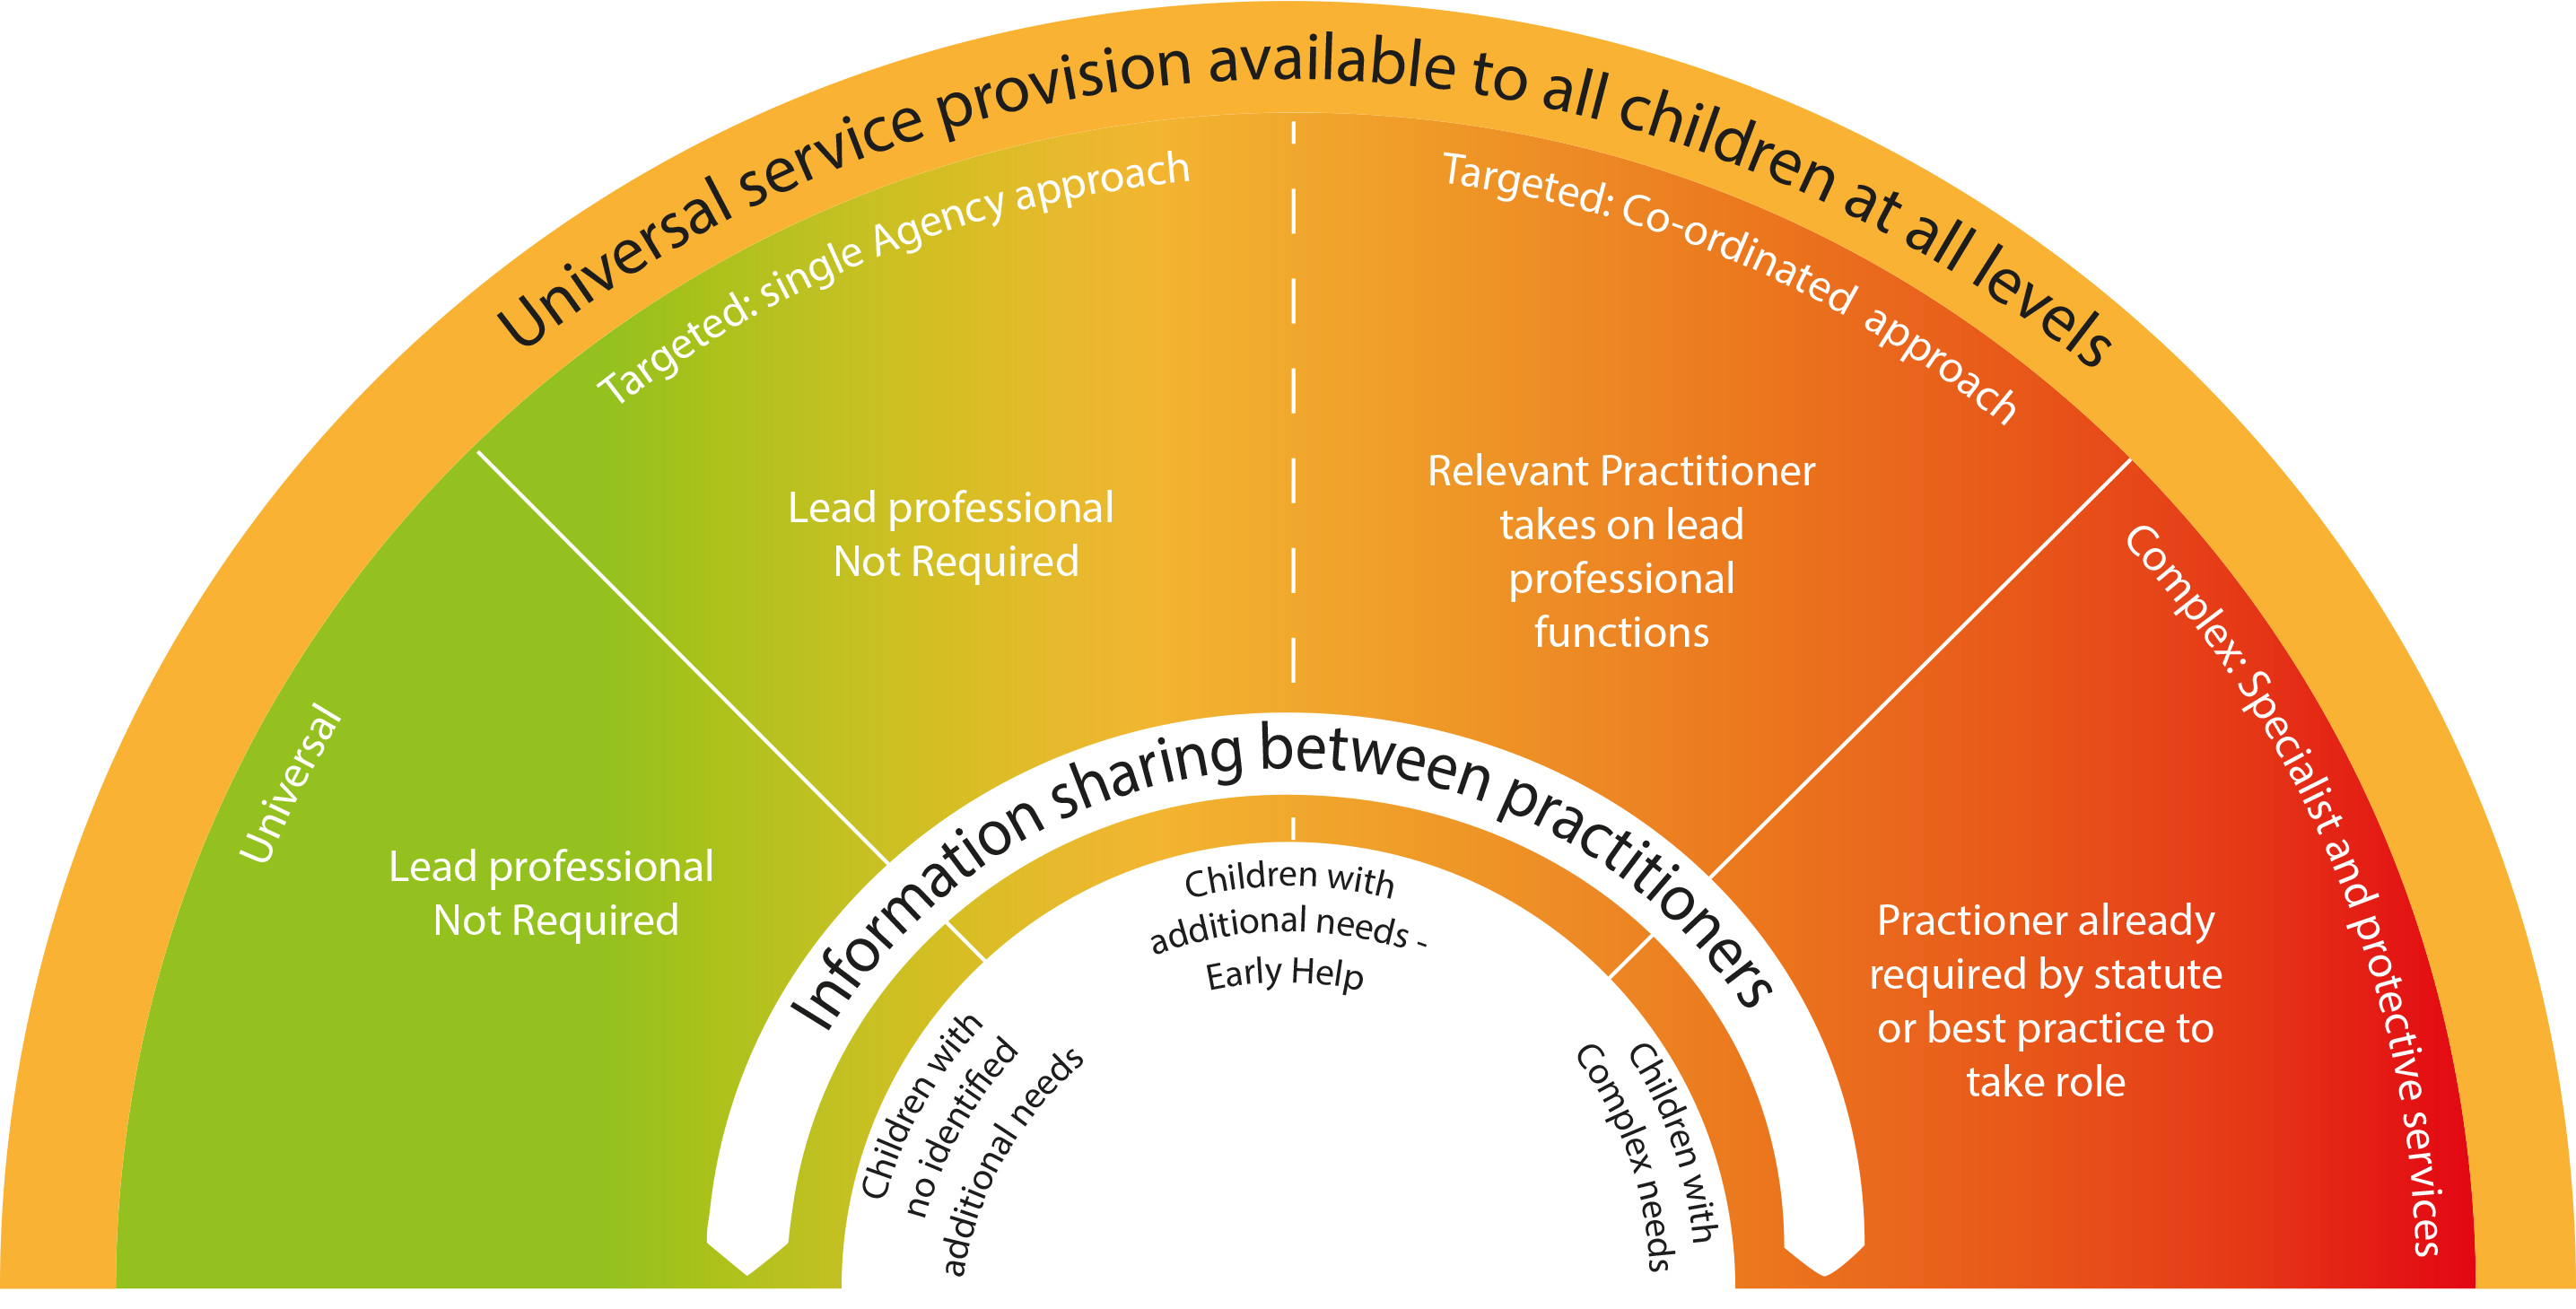 Universal service provision available to all children at all levels
Targeted: single Agency approach
Targeted: Co-ordinated approach
Universal
Complex: Specialist and protective services
Lead professional
Not Required
Relevant Practitioner
takes on lead
professional
functions
Lead professional
Not Required
Practioner already
required by statute
or best practice to
take role
Information sharing between practitioners
Children with
no identified
additional needs
Children with
additional needs -
Early Help
Children with
Complex needs